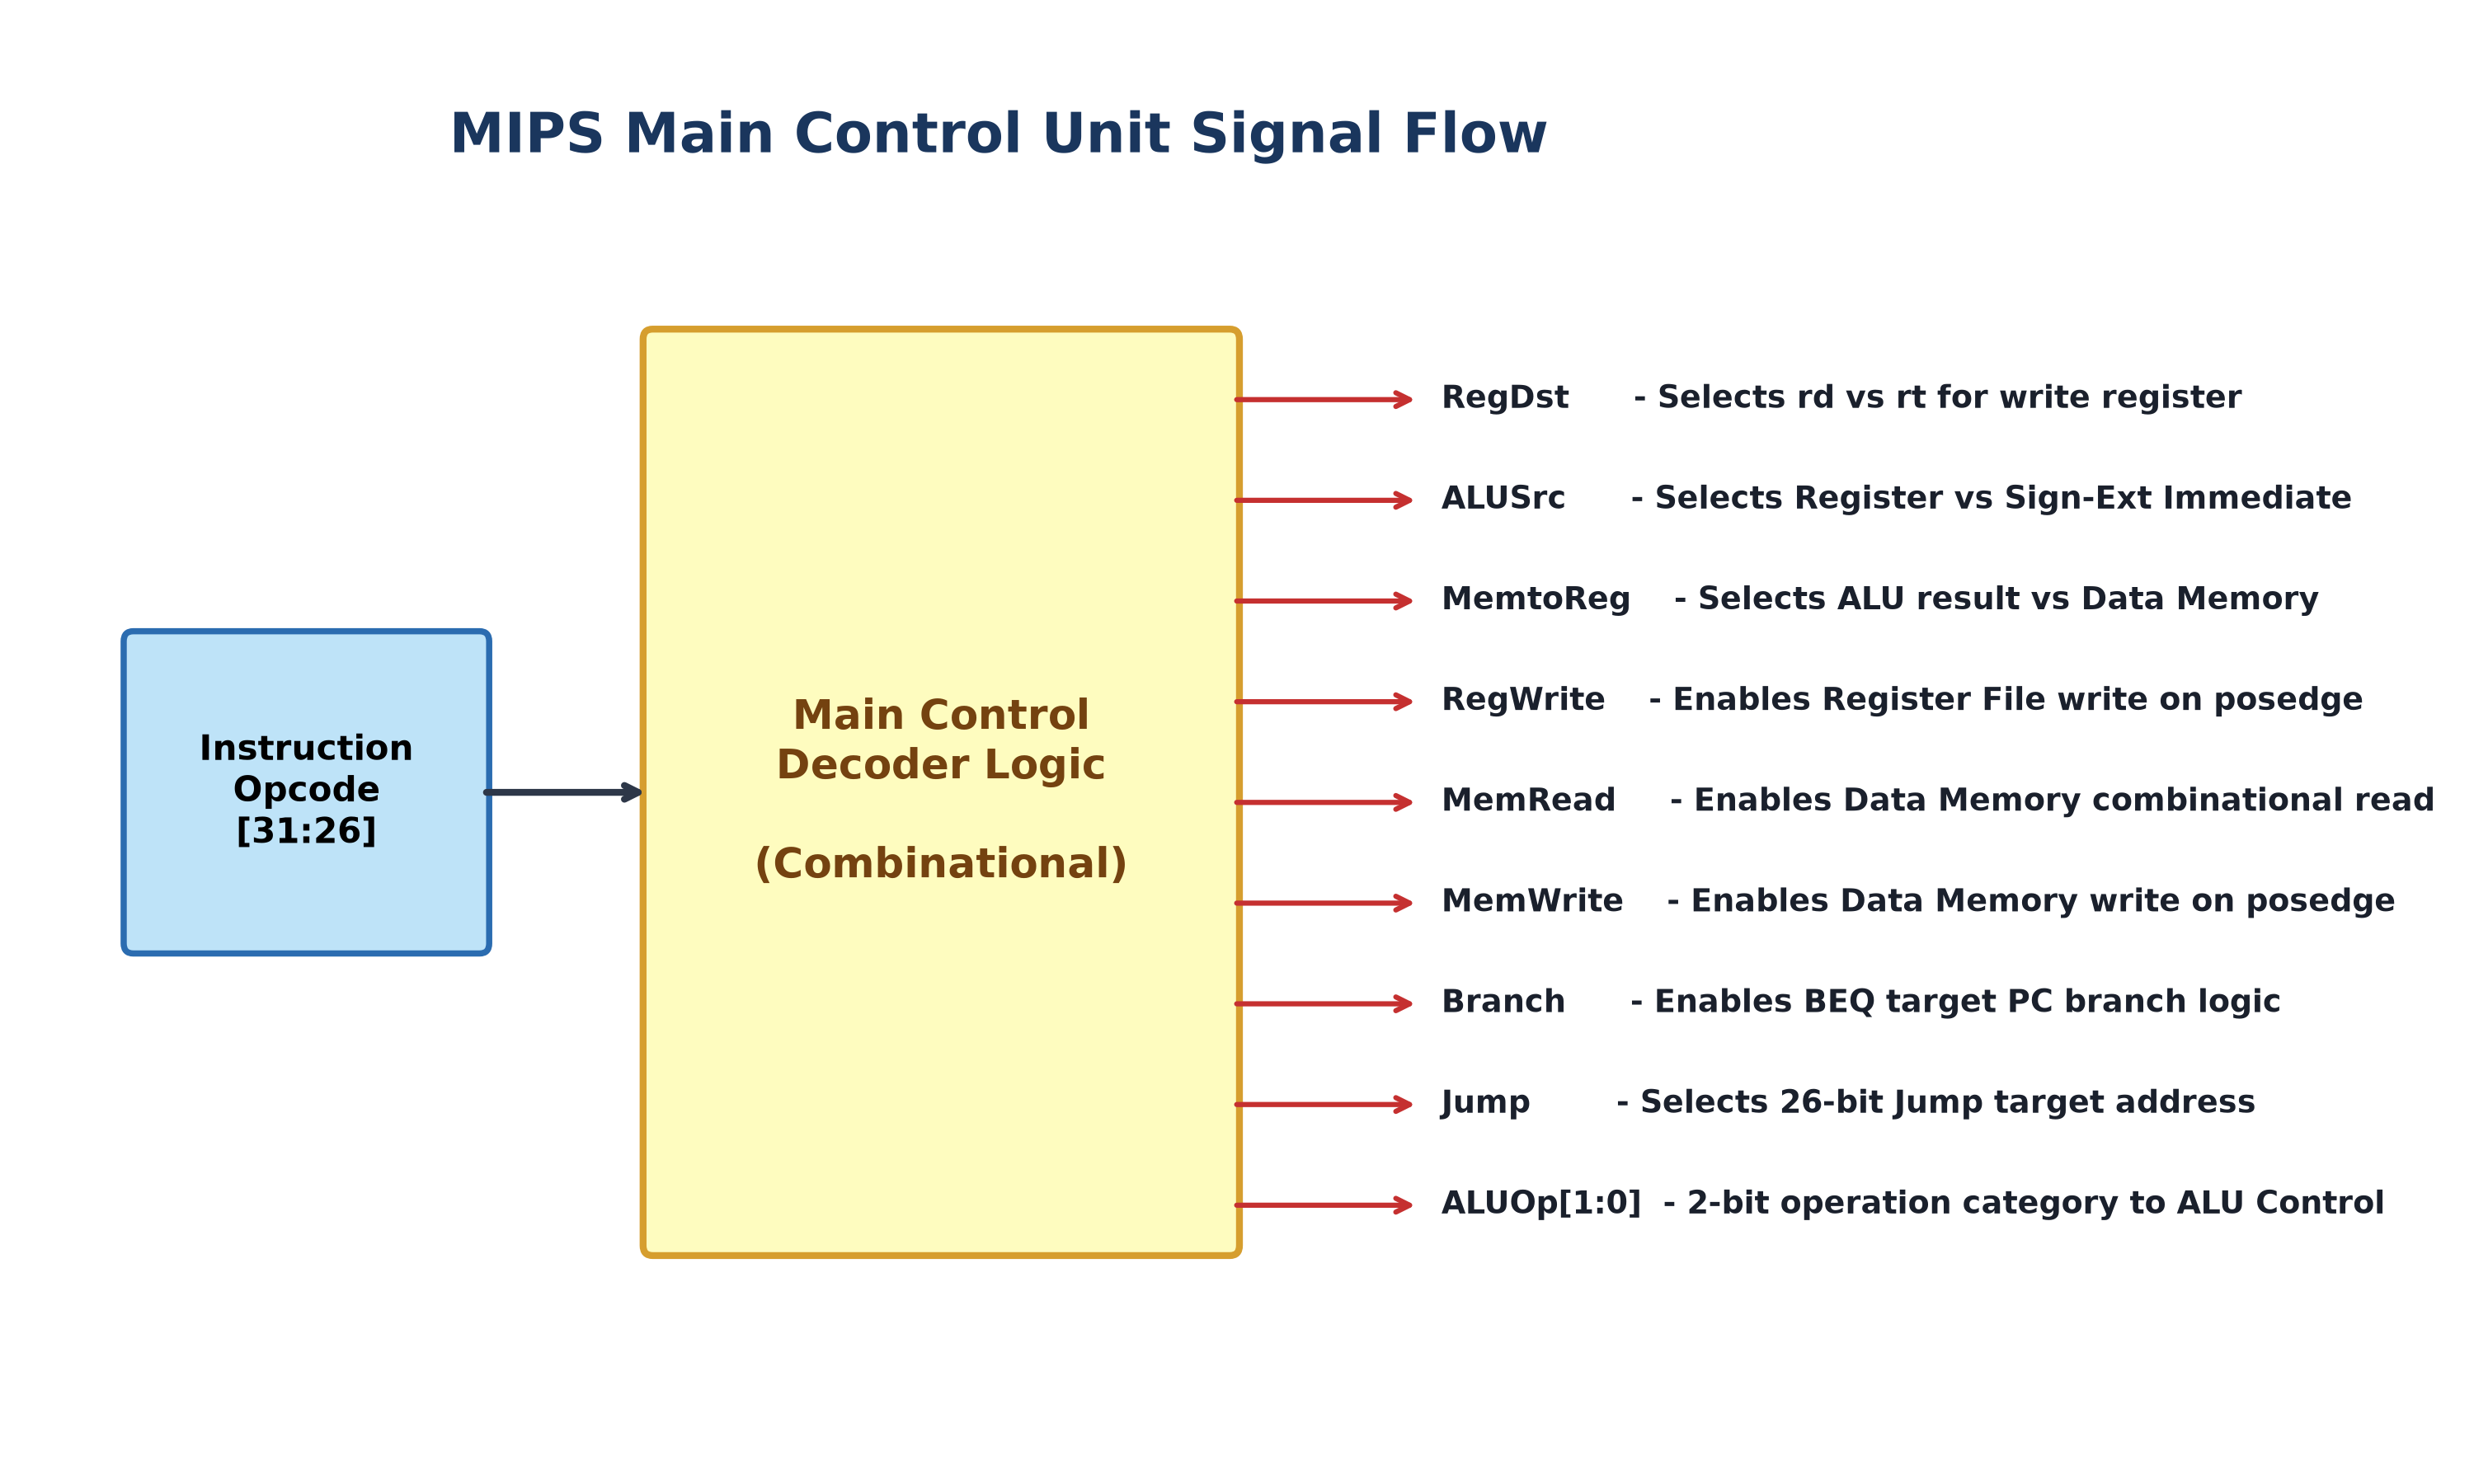 MIPS Main Control Unit Signal Flow
Instruction
Opcode
[31:26]
Main Control
Decoder Logic
(Combinational)
RegDst - Selects rd vs rt for write register
ALUSrc - Selects Register vs Sign-Ext Immediate
MemtoReg - Selects ALU result vs Data Memory
RegWrite - Enables Register File write on posedge
MemRead - Enables Data Memory combinational read
MemWrite - Enables Data Memory write on posedge
Branch - Enables BEQ target PC branch logic
Jump - Selects 26-bit Jump target address
ALUOp[1:0] - 2-bit operation category to ALU Control